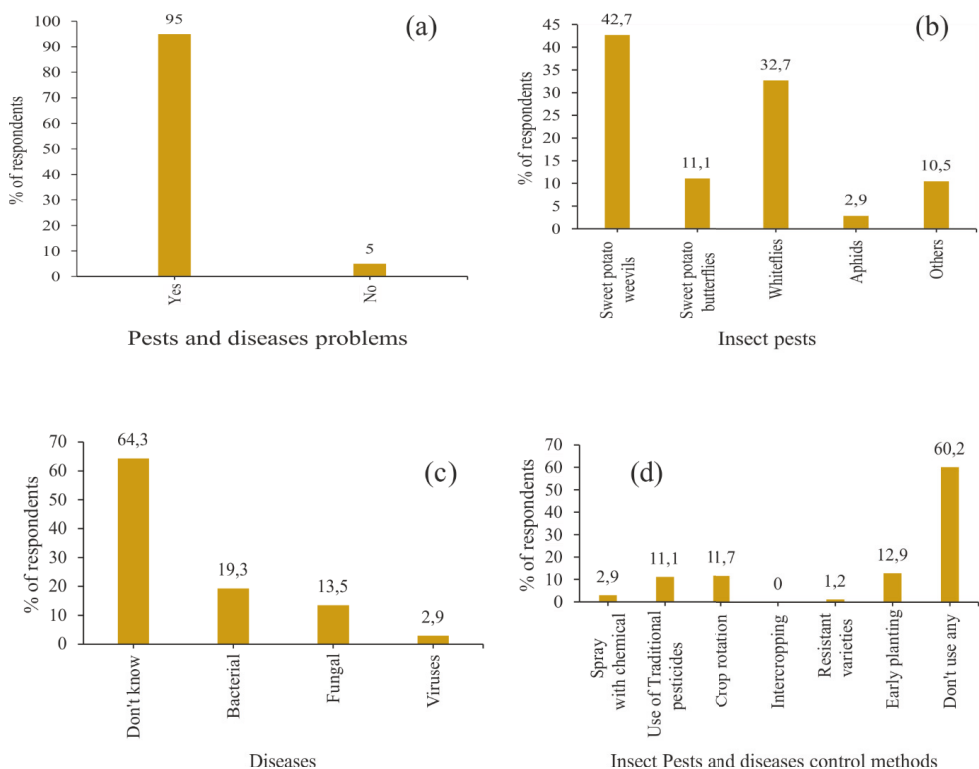 (a)
% of respondents
100
90
80
70
60
50
40
30
20
10
0
95
5
Yes
No
Pests and diseases problems
(b)
% of respondents
45
40
35
30
25
20
15
10
5
0
42,7
11,1
32,7
2,9
10,5
Sweet potato
weevils
Sweet potato
butterflies
Whiteflies
Aphids
Others
Insect pests
(c)
% of respondents
70
60
50
40
30
20
10
0
64,3
19,3
13,5
2,9
Don't know
Bacterial
Fungal
Viruses
Diseases
(d)
% of respondents
70
60
50
40
30
20
10
0
2,9
11,1
11,7
0
1,2
12,9
60,2
Spray
with chemical
Use of Traditional
pesticides
Crop rotation
Intercropping
Resistant
varieties
Early planting
Don't use any
Insect Pests and diseases control methods